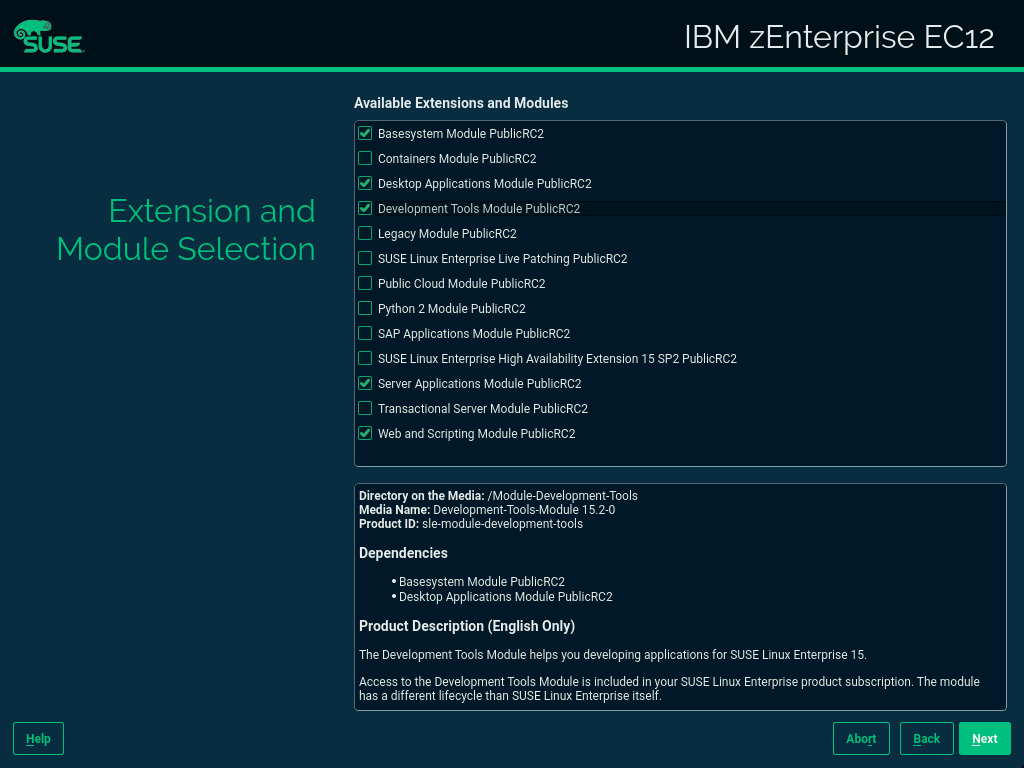 SUSE
IBM zEnterprise EC12
Extension and
Module Selection
Available Extensions and Modules
Basesystem Module PublicRC2
Containers Module PublicRC2
Desktop Applications Module PublicRC2
Development Tools Module PublicRC2
Legacy Module PublicRC2
SUSE Linux Enterprise Live Patching PublicRC2
Public Cloud Module PublicRC2
Python 2 Module PublicRC2
SAP Applications Module PublicRC2
SUSE Linux Enterprise High Availability Extension 15 SP2 PublicRC2
Server Applications Module PublicRC2
Transactional Server Module PublicRC2
Web and Scripting Module PublicRC2
Directory on the Media: /Module-Development-Tools
Media Name: Development-Tools-Module 15.2-0
Product ID: sle-module-development-tools
Dependencies
• Basesystem Module PublicRC2
• Desktop Applications Module PublicRC2
Product Description (English Only)
The Development Tools Module helps you developing applications for SUSE Linux Enterprise 15.
Access to the Development Tools Module is included in your SUSE Linux Enterprise product subscription. The module
has a different lifecycle than SUSE Linux Enterprise itself.
Help
Abort
Back
Next